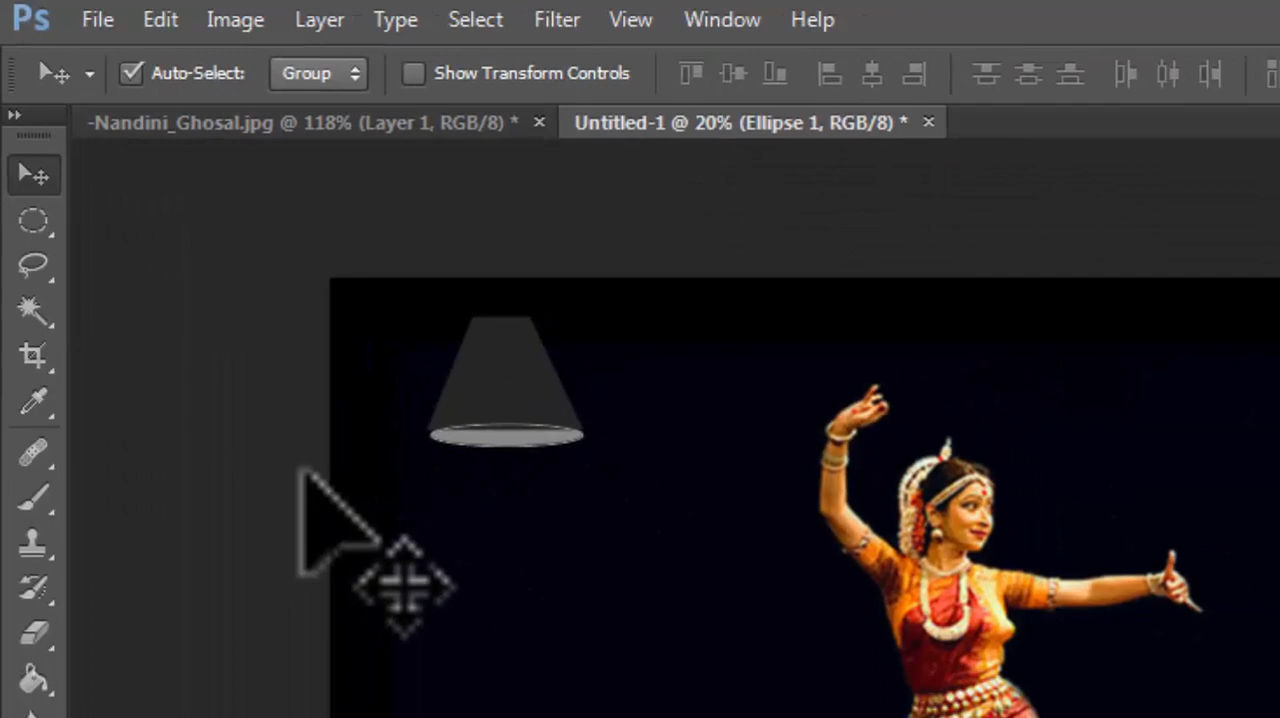 Ps File Edit Image Layer Type Select Filter View Window Help
Auto-Select: Group Show Transform Controls
-Nandini_Ghosal.jpg @ 118% (Layer 1, RGB/8) * × Untitled-1 @ 20% (Ellipse 1, RGB/8) * ×